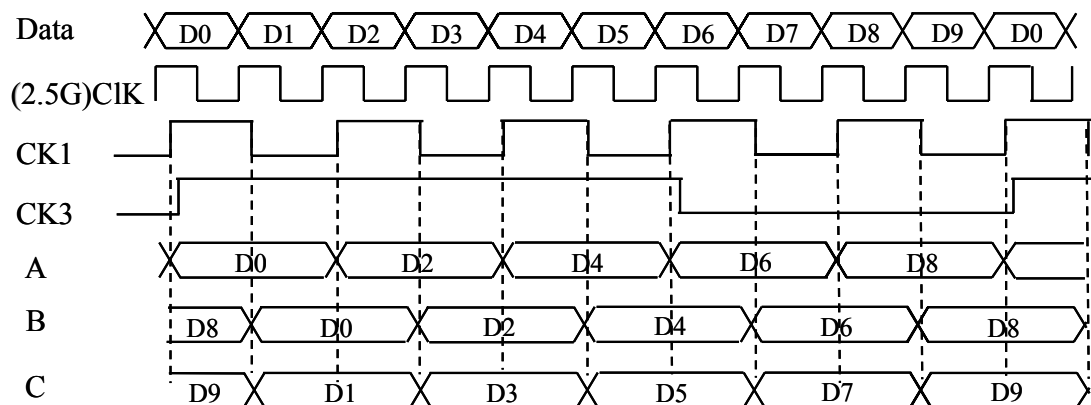 Data D0 D1 D2 D3 D4 D5 D6 D7 D8 D9 D0
(2.5G)ClK
CK1
CK3
A D0 D2 D4 D6 D8
B D8 D0 D2 D4 D6 D8
C D9 D1 D3 D5 D7 D9